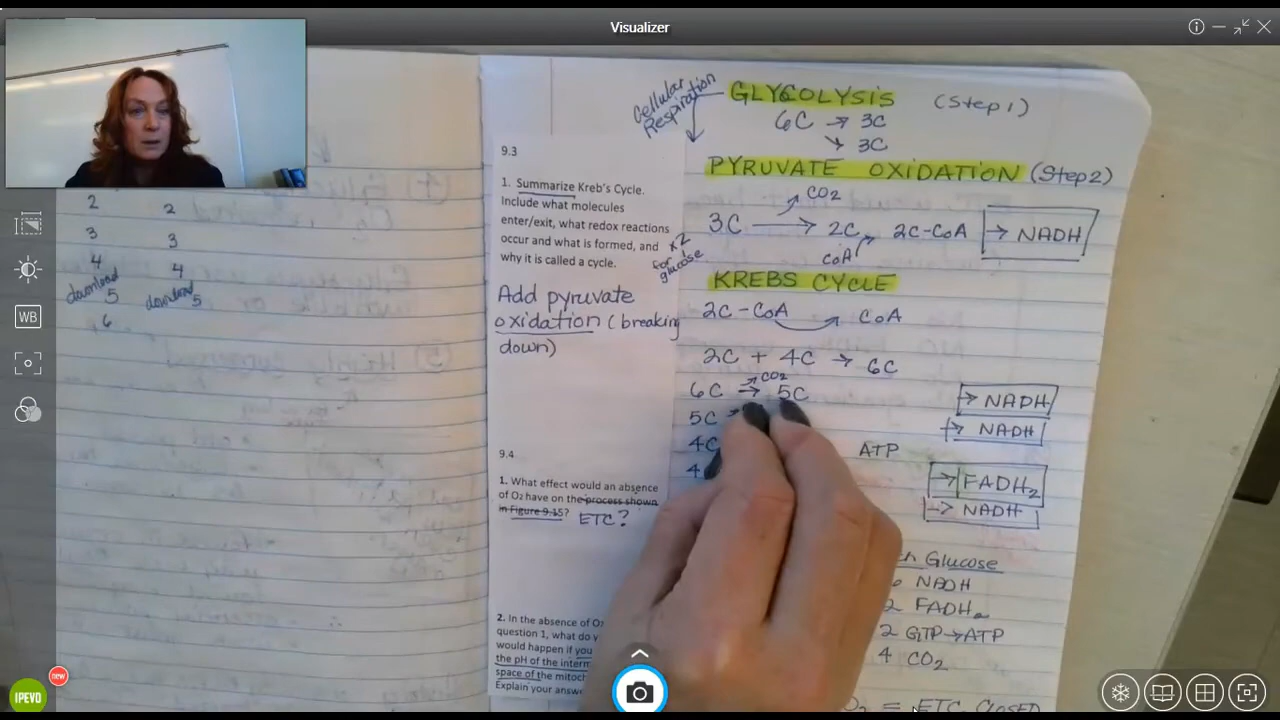 Visualizer
2 2
3 3
4 4
download 5 download 5
6
WB
new
IPEVO
9.3
1. Summarize Kreb's Cycle.
Include what molecules
enter/exit, what redox reactions
occur and what is formed, and
why it is called a cycle.
x2
for
glucose
Add pyruvate
oxidation (breaking
down)
9.4
1. What effect would an absence
of O₂ have on the process shown
in Figure 9.15? ETC?
2. In the absence of O₂
question 1, what do
would happen if you
the pH of the
space of the
Explain your
Cellular
Respiration
GLYCOLYSIS (Step 1)
6C → 3C
↘ 3C
PYRUVATE OXIDATION (Step 2)
CO₂
3C → 2C 2C-CoA → NADH
CoA
KREBS CYCLE
2C-CoA → CoA
2C + 4C → 6C
CO₂
6C → 5C → NADH
5C → → NADH
4C ATP
→ FADH₂
→ NADH
Glucose
NADH
2 FADH₂
2 GTP→ATP
4 CO₂
= ETC CLOSED